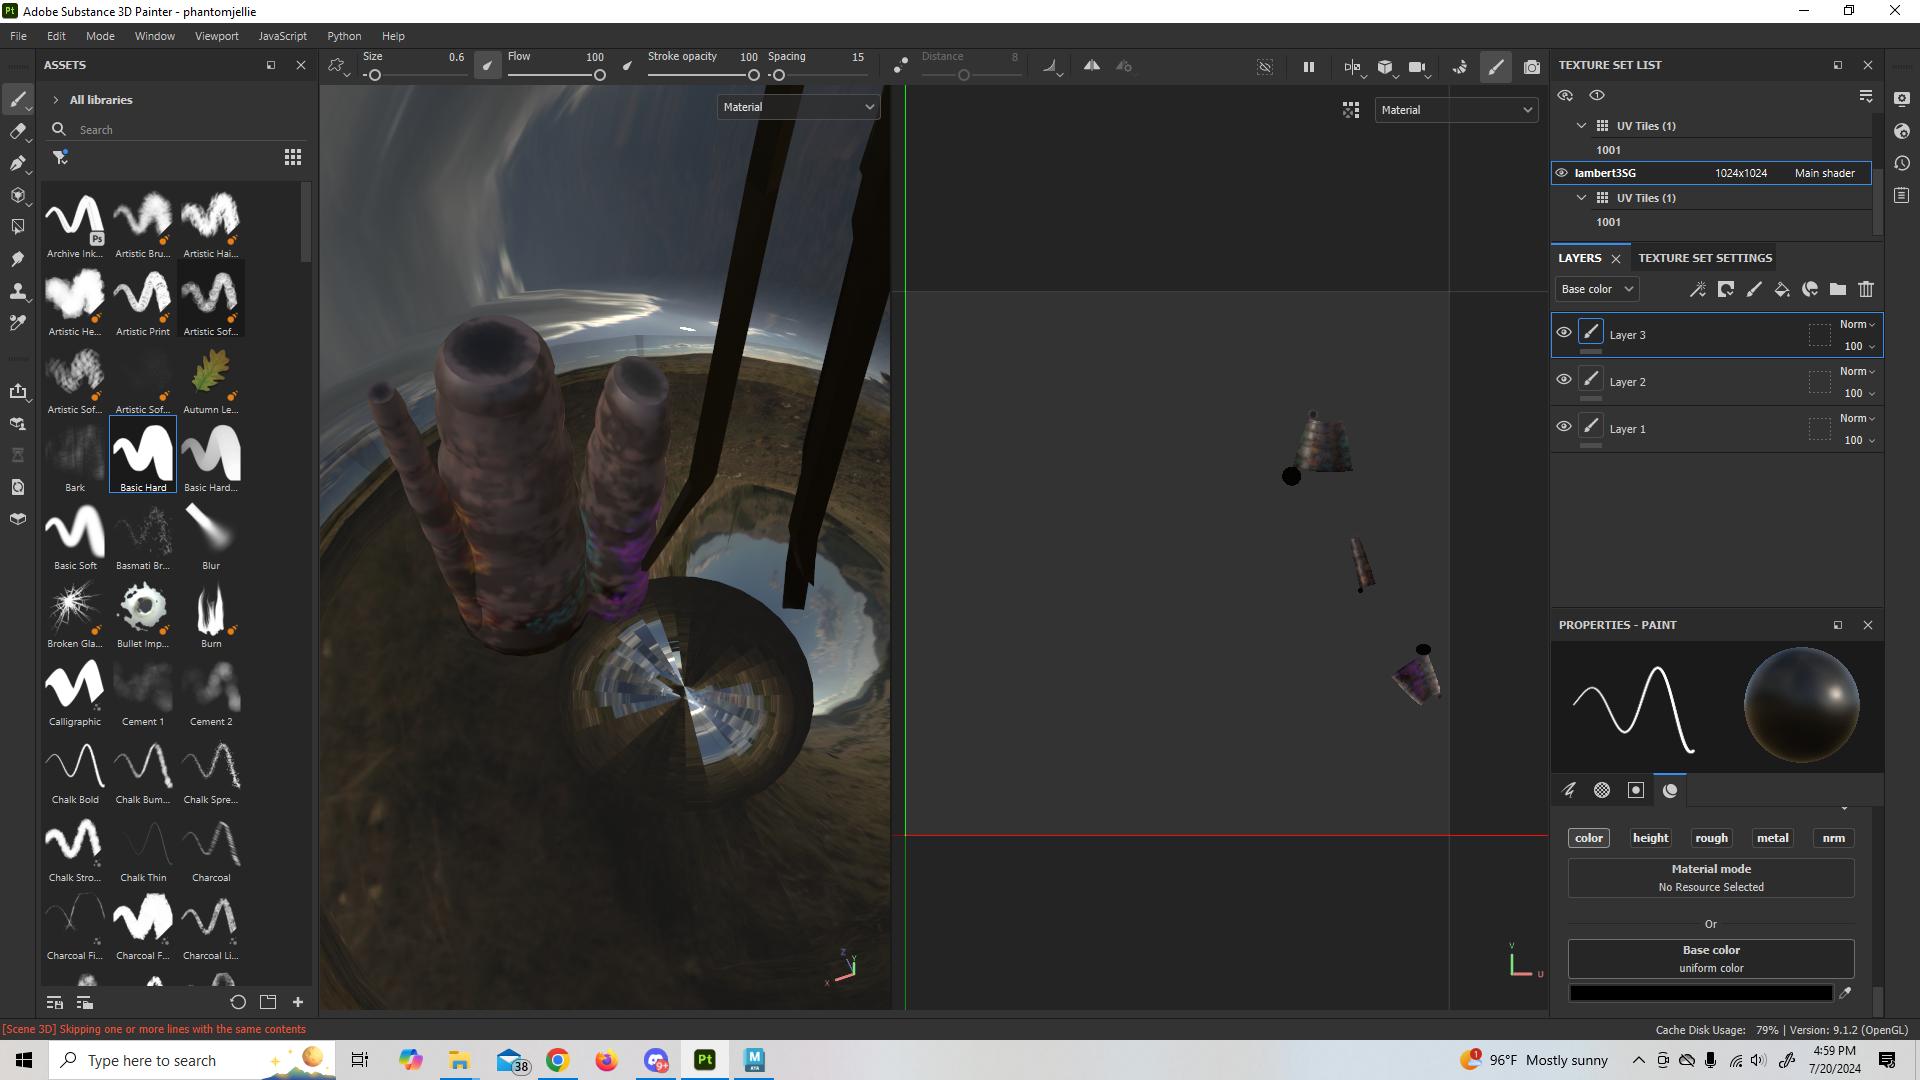 Pt Adobe Substance 3D Painter - phantomjellie
File Edit Mode Window Viewport JavaScript Python Help
Size 0.6 Flow 100 Stroke opacity 100 Spacing 15 Distance 8
ASSETS
All libraries
Search
Archive Ink... Artistic Bru... Artistic Hai...
Ps
Artistic He... Artistic Print Artistic Sof...
Artistic Sof... Artistic Sof... Autumn Le...
Bark Basic Hard Basic Hard...
Basic Soft Basmati Br... Blur
Broken Gla... Bullet Imp... Burn
Calligraphic Cement 1 Cement 2
Chalk Bold Chalk Bum... Chalk Spre...
Chalk Stro... Chalk Thin Charcoal
Charcoal Fi... Charcoal F... Charcoal Li...
Material
Z Y X
Material
V U
TEXTURE SET LIST
UV Tiles (1)
1001
lambert3SG 1024x1024 Main shader
UV Tiles (1)
1001
LAYERS TEXTURE SET SETTINGS
Base color
Layer 3 Norm 100
Layer 2 Norm 100
Layer 1 Norm 100
PROPERTIES - PAINT
color height rough metal nrm
Material mode
No Resource Selected
Or
Base color
uniform color
[Scene 3D] Skipping one or more lines with the same contents
Cache Disk Usage: 79% | Version: 9.1.2 (OpenGL)
Type here to search
38
9+
Pt
M
1
96°F Mostly sunny
4:59 PM
7/20/2024